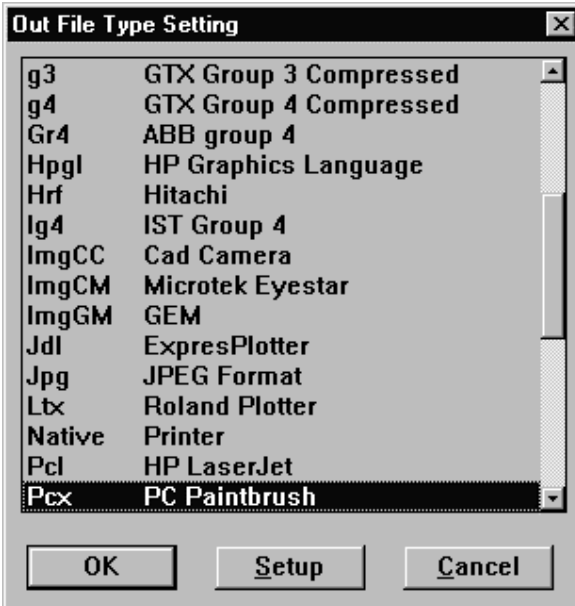 Out File Type Setting
g3 GTX Group 3 Compressed
g4 GTX Group 4 Compressed
Gr4 ABB group 4
Hpgl HP Graphics Language
Hrf Hitachi
Ig4 IST Group 4
ImgCC Cad Camera
ImgCM Microtek Eyestar
ImgGM GEM
Jdl ExpresPlotter
Jpg JPEG Format
Ltx Roland Plotter
Native Printer
Pcl HP LaserJet
Pcx PC Paintbrush
OK Setup Cancel